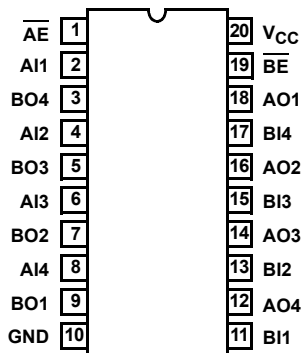 AE 1 20 VCC
AI1 2 19 BE
BO4 3 18 AO1
AI2 4 17 BI4
BO3 5 16 AO2
AI3 6 15 BI3
BO2 7 14 AO3
AI4 8 13 BI2
BO1 9 12 AO4
GND 10 11 BI1